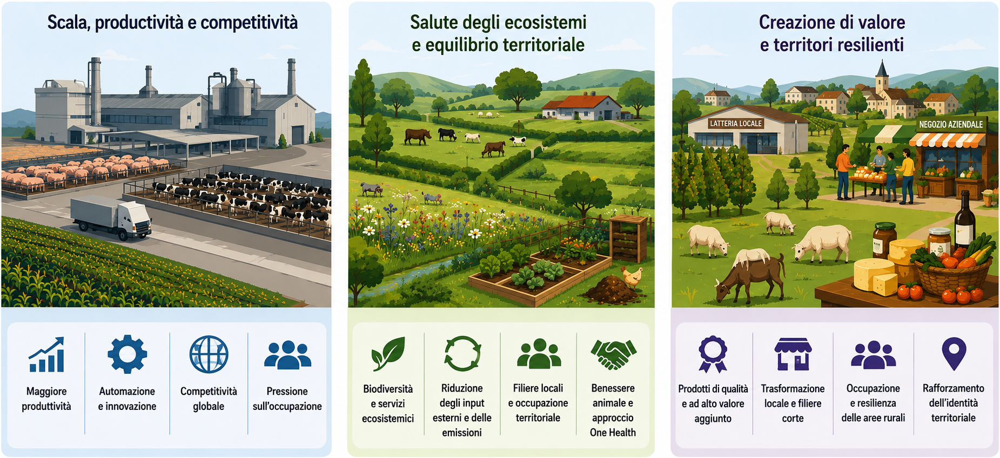 Scala, productività e competitività
Maggiore
produttività
Automazione
e innovazione
Competitività
globale
Pressione
sull'occupazione
Salute degli ecosistemi
e equilibrio territoriale
Biodiversità
e servizi
ecosistemici
Riduzione
degli input
esterni e delle
emissioni
Filiere locali
e occupazione
territoriale
Benessere
animale e
approccio
One Health
Creazione di valore
e territori resilienti
LATTERIA LOCALE
NEGOZIO AZIENDALE
Prodotti di qualità
e ad alto valore
aggiunto
Trasformazione
locale e filiere
corte
Occupazione
e resilienza
delle aree rurali
Rafforzamento
dell'identità
territoriale